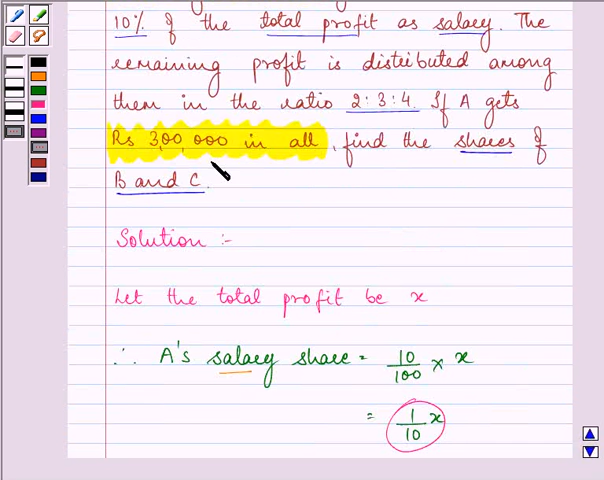 10% of the total profit as salary. The
remaining profit is distributed among
them in the ratio 2:3:4. If A gets
Rs 3,00,000 in all, find the shares of
B and C.
Solution :-
Let the total profit be x
∴ A's salary share = 10/100 × x
= 1/10 x